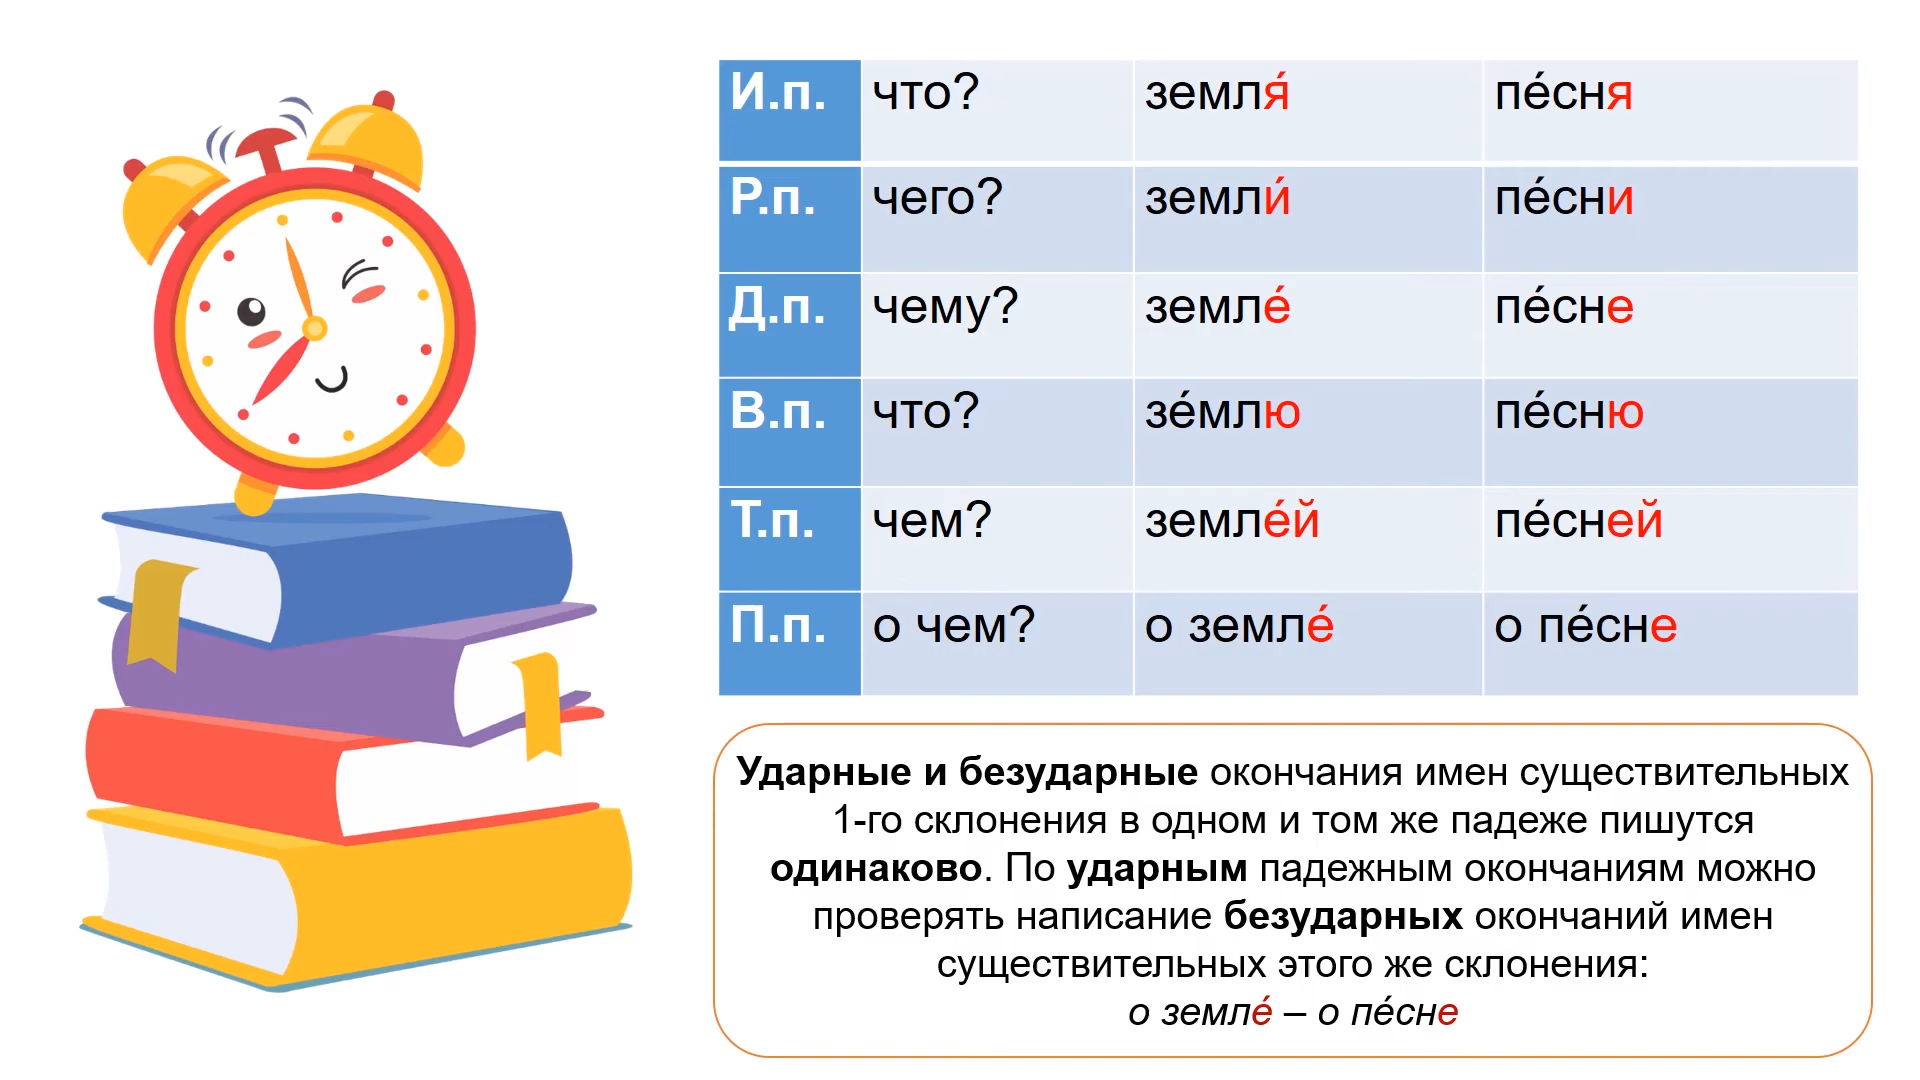 И.п. что? земля́ пе́сня
Р.п. чего? земли́ пе́сни
Д.п. чему? земле́ пе́сне
В.п. что? зе́млю пе́сню
Т.п. чем? земле́й пе́сней
П.п. о чем? о земле́ о пе́сне
Ударные и безударные окончания имен существительных
1-го склонения в одном и том же падеже пишутся
одинаково. По ударным падежным окончаниям можно
проверять написание безударных окончаний имен
существительных этого же склонения:
о земле́ – о пе́сне